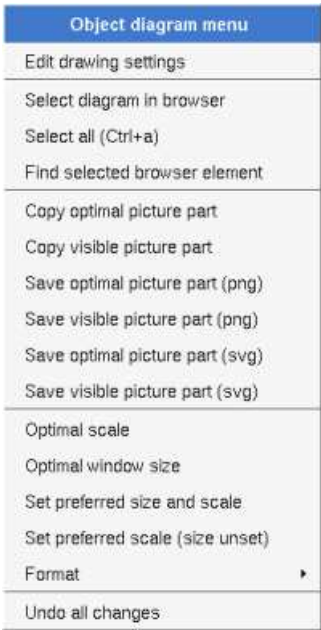 Object diagram menu
Edit drawing settings
Select diagram in browser
Select all (Ctrl+a)
Find selected browser element
Copy optimal picture part
Copy visible picture part
Save optimal picture part (png)
Save visible picture part (png)
Save optimal picture part (svg)
Save visible picture part (svg)
Optimal scale
Optimal window size
Set preferred size and scale
Set preferred scale (size unset)
Format
Undo all changes